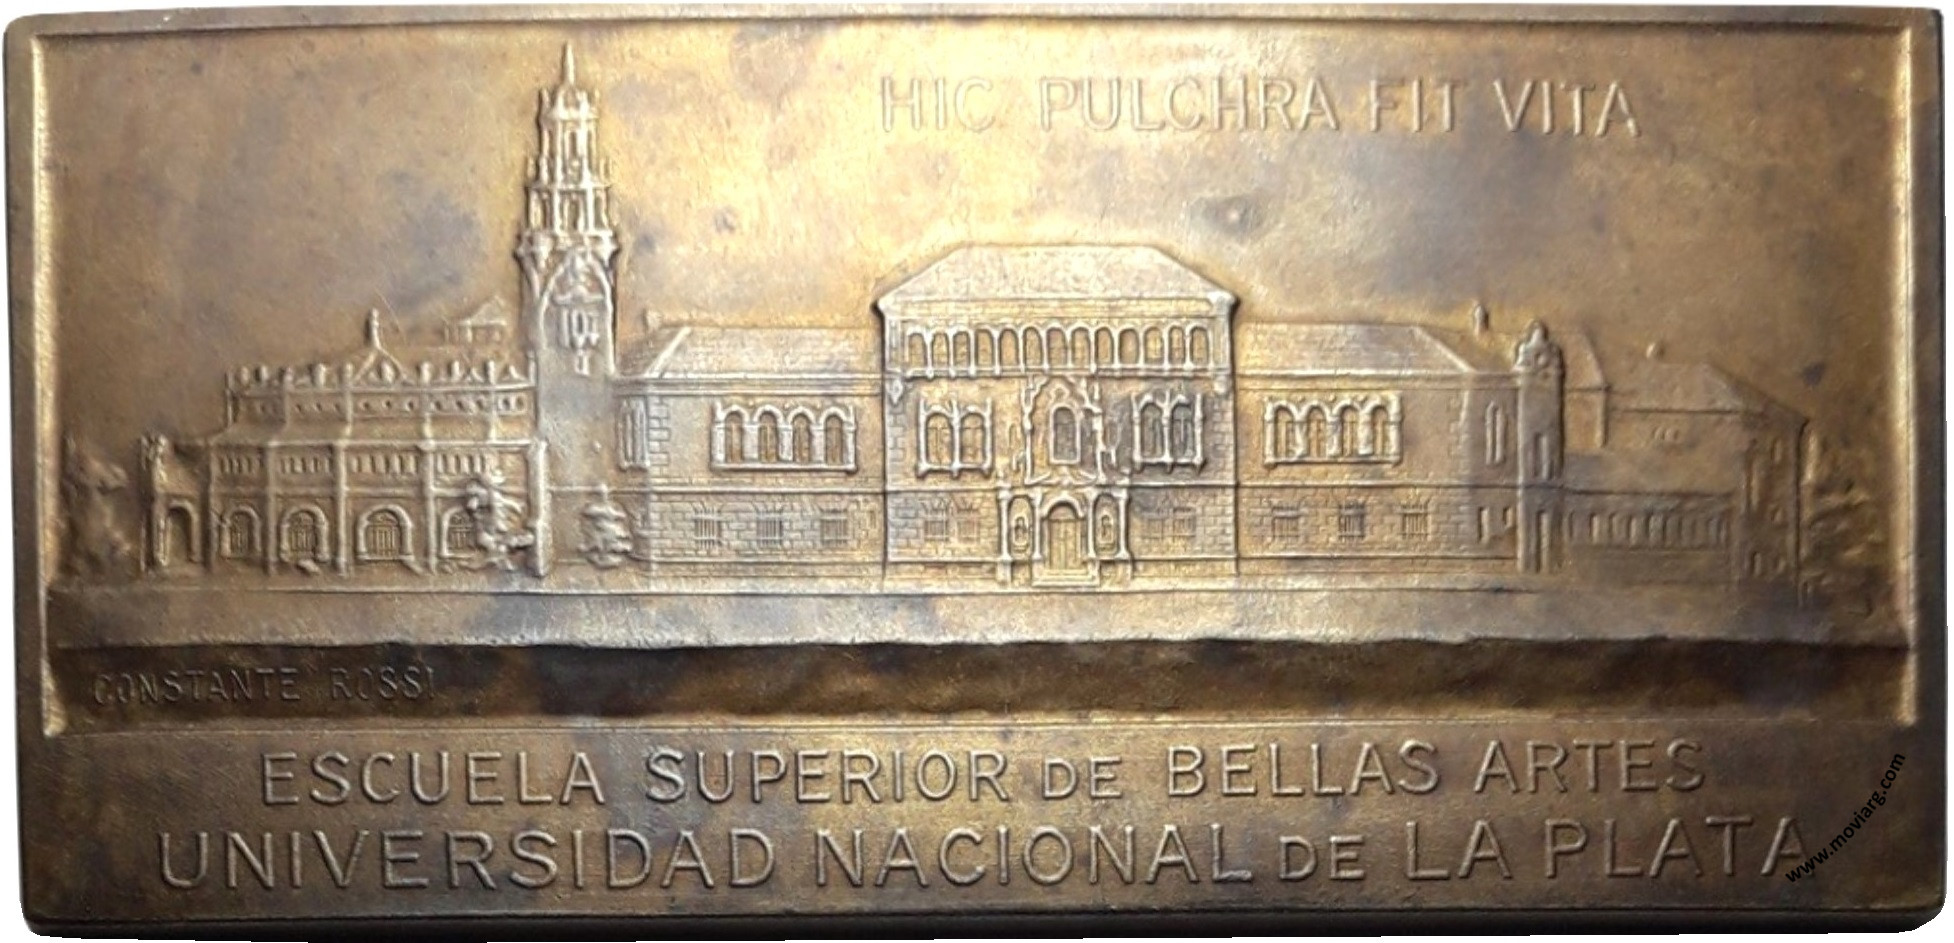 HIC PULCHRA FIT VITA
CONSTANTE ROSSI
ESCUELA SUPERIOR DE BELLAS ARTES
UNIVERSIDAD NACIONAL DE LA PLATA
www.moviarg.com